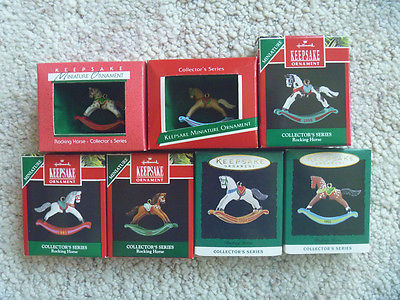 KEEPSAKE
MINIATURE ORNAMENT
Rocking Horse - Collector's Series
Collector's Series
KEEPSAKE MINIATURE ORNAMENT
MINIATURE
Hallmark
KEEPSAKE
ORNAMENT
COLLECTOR'S SERIES
Rocking Horse
MINIATURE
Hallmark
KEEPSAKE
ORNAMENT
COLLECTOR'S SERIES
Rocking Horse
MINIATURE
Hallmark
KEEPSAKE
ORNAMENT
COLLECTOR'S SERIES
Rocking Horse
KEEPSAKE
ORNAMENT
COLLECTOR'S SERIES
KEEPSAKE
ORNAMENT
COLLECTOR'S SERIES